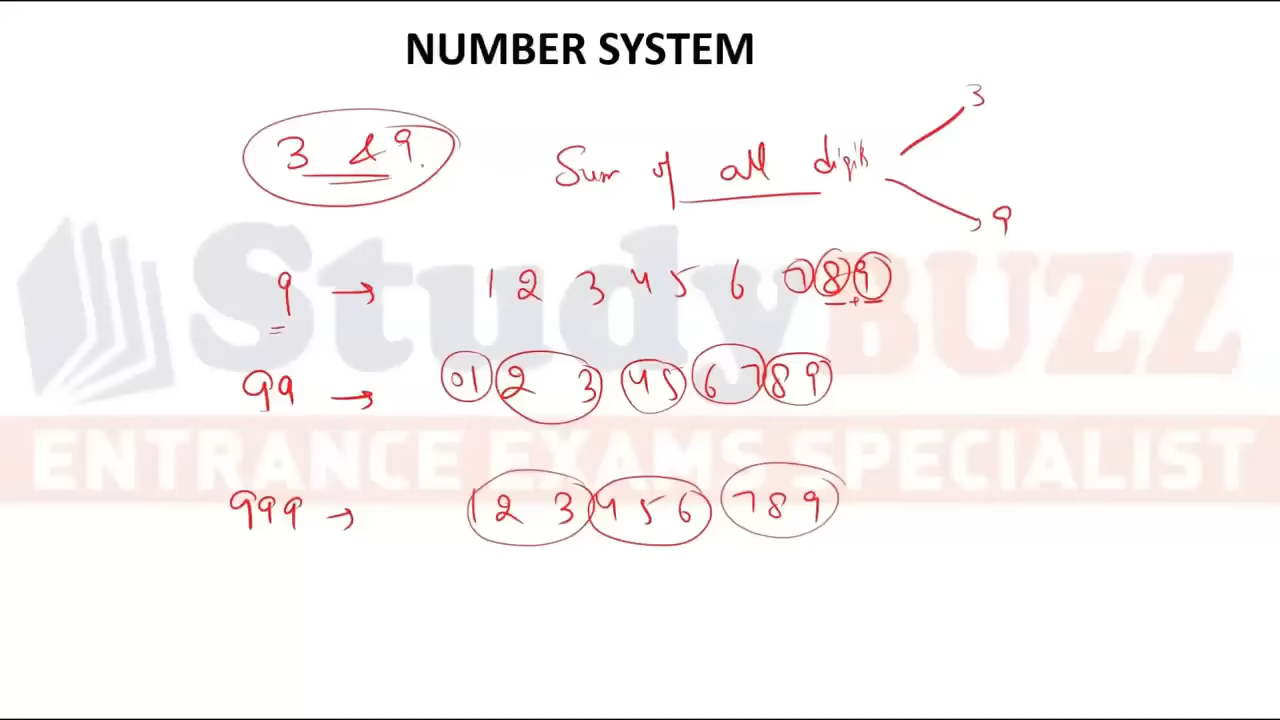 NUMBER SYSTEM
3 & 9
Sum of all digits
3
9
9 → 1 2 3 4 5 6 7 8 + 9
99 → 01 2 3 4 5 6 7 8 9
999 → 1 2 3 4 5 6 7 8 9
StudyBUZZ
ENTRANCE EXAMS SPECIALIST